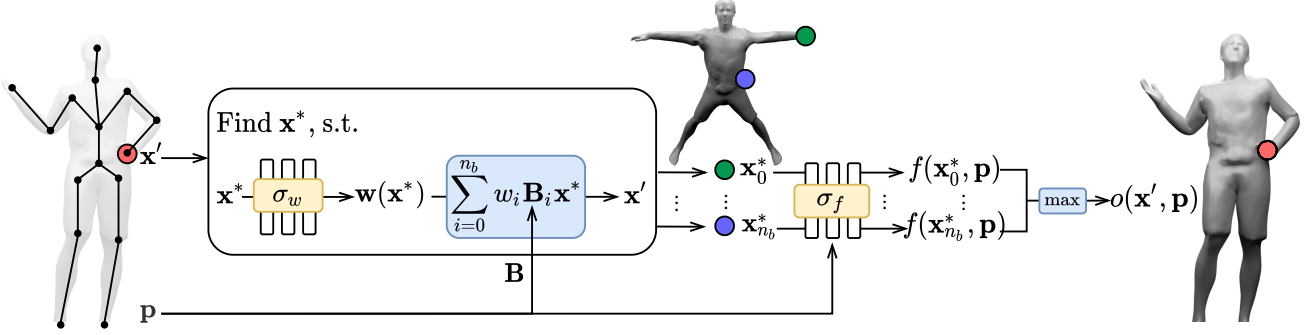 Find x*, s.t.
x′
x* σ_w w(x*) ∑_{i=0}^{n_b} w_i B_i x* x′
B
p
x*_0
⋮ ⋮
x*_{n_b}
σ_f
f(x*_0, p)
⋮ ⋮
f(x*_{n_b}, p)
max
o(x′, p)